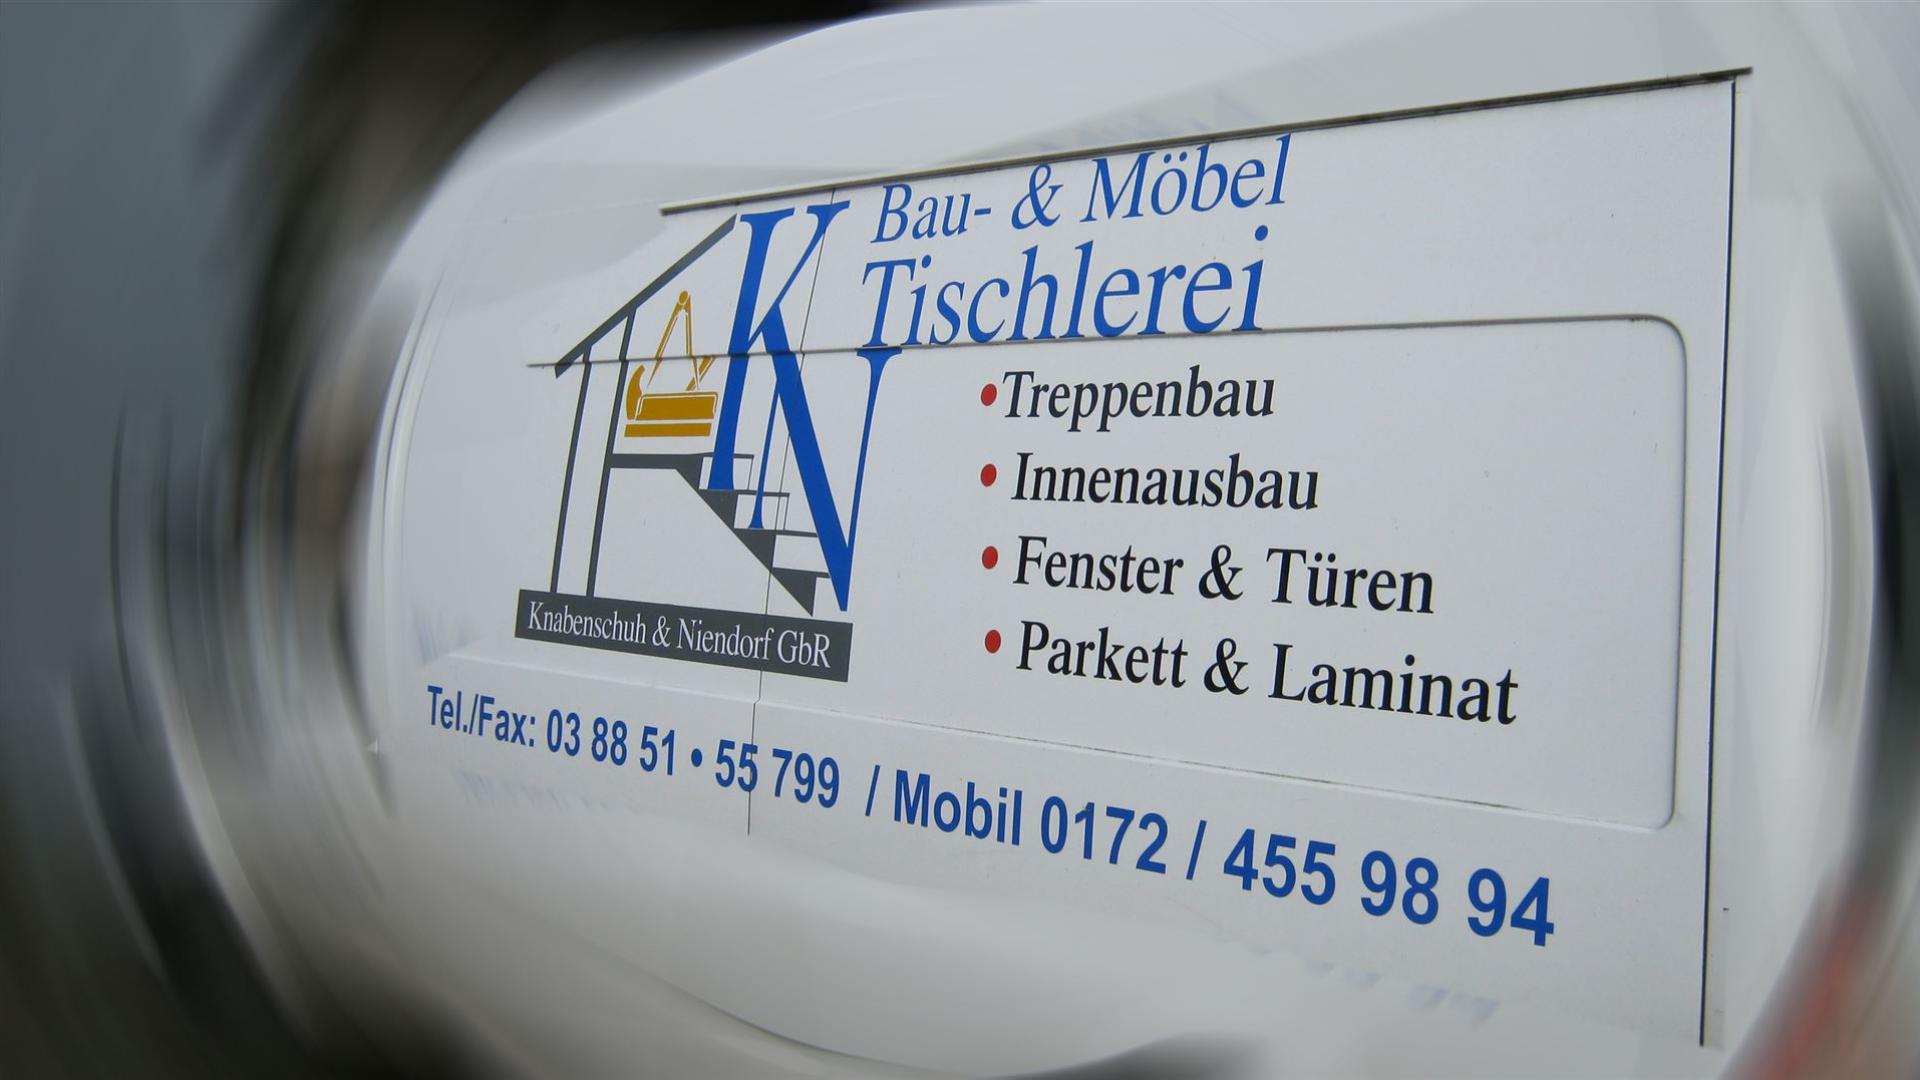 KN
Bau- & Möbel
Tischlerei
•Treppenbau
• Innenausbau
• Fenster & Türen
• Parkett & Laminat
Knabenschuh & Niendorf GbR
Tel./Fax: 03 88 51 • 55 799 / Mobil 0172 / 455 98 94